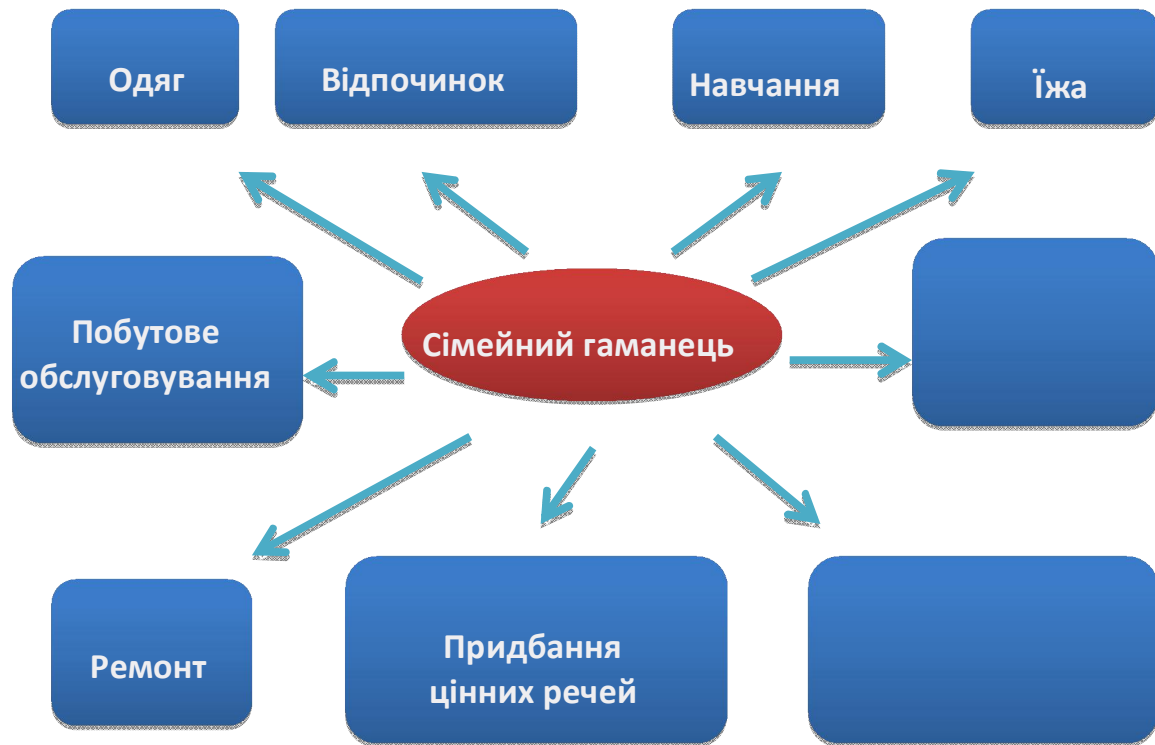 Одяг
Відпочинок
Навчання
Їжа
Побутове
обслуговування
Сімейний гаманець
Ремонт
Придбання
цінних речей